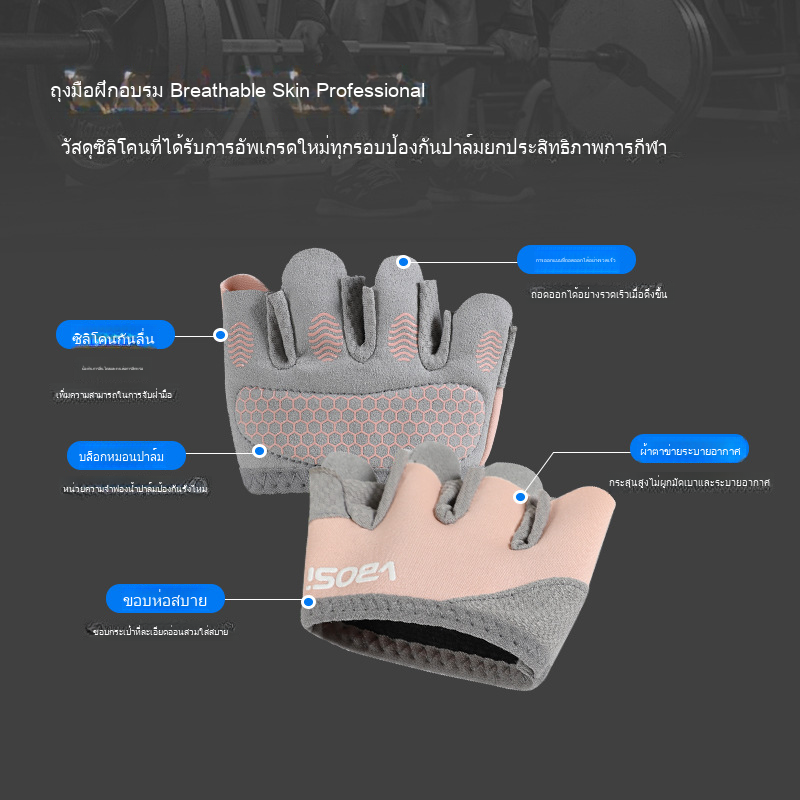 ถุงมือฝึกอบรม Breathable Skin Professional
วัสดุซิลิโคนที่ได้รับการอัพเกรดใหม่ทุกรอบป้องกันปาล์มยกประสิทธิภาพการกีฬา
ถอดออกได้อย่างรวดเร็วเมื่อดึงขึ้น
ซิลิโคนกันลื่น
เพิ่มความสามารถในการจับฝ่ามือ
บล็อกหมอนปาล์ม
หน่วยความจำฟองน้ำปาล์มป้องกันรังไหม
ผ้าตาข่ายระบายอากาศ
กระสุนสูงไม่ผูกมัดเบาและระบายอากาศ
vaosi
ขอบห่อสบาย
ขอบกระเป๋าที่ละเอียดอ่อนสวมใส่สบาย